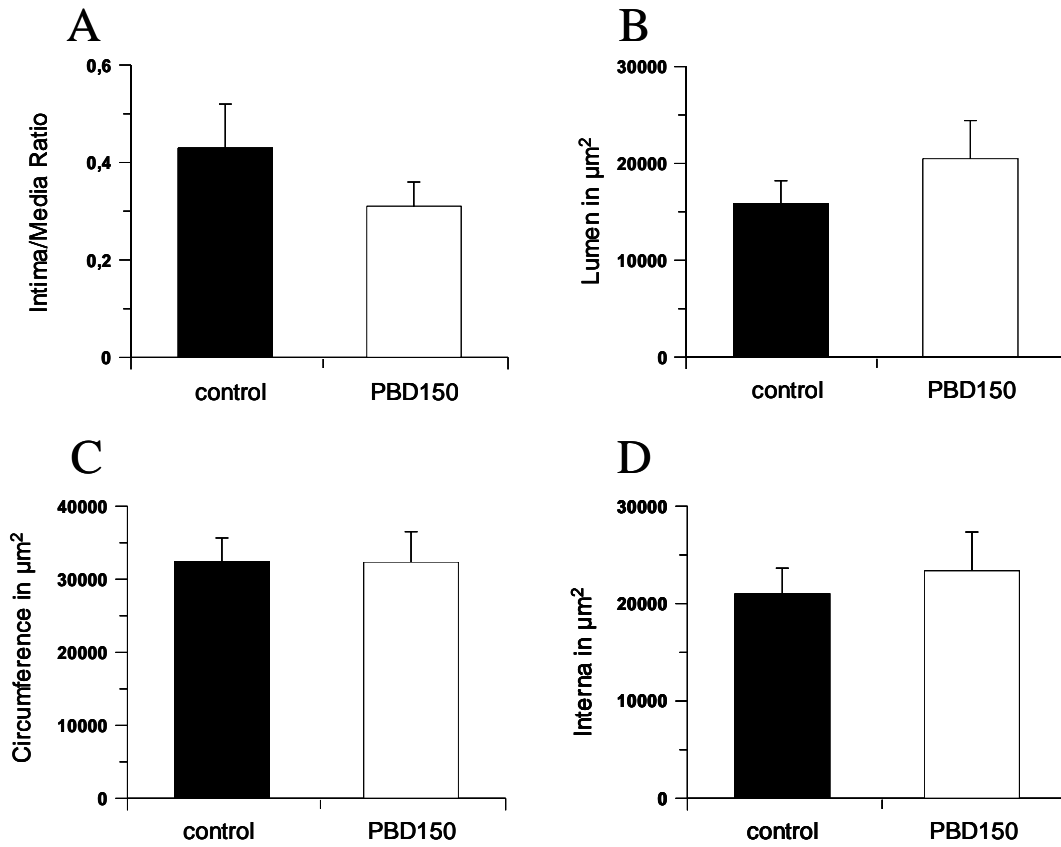 A
Intima/Media Ratio
0,6
0,4
0,2
0
control PBD150
B
Lumen in µm²
30000
20000
10000
0
control PBD150
C
Circumference in µm²
40000
30000
20000
10000
0
control PBD150
D
Interna in µm²
30000
20000
10000
0
control PBD150